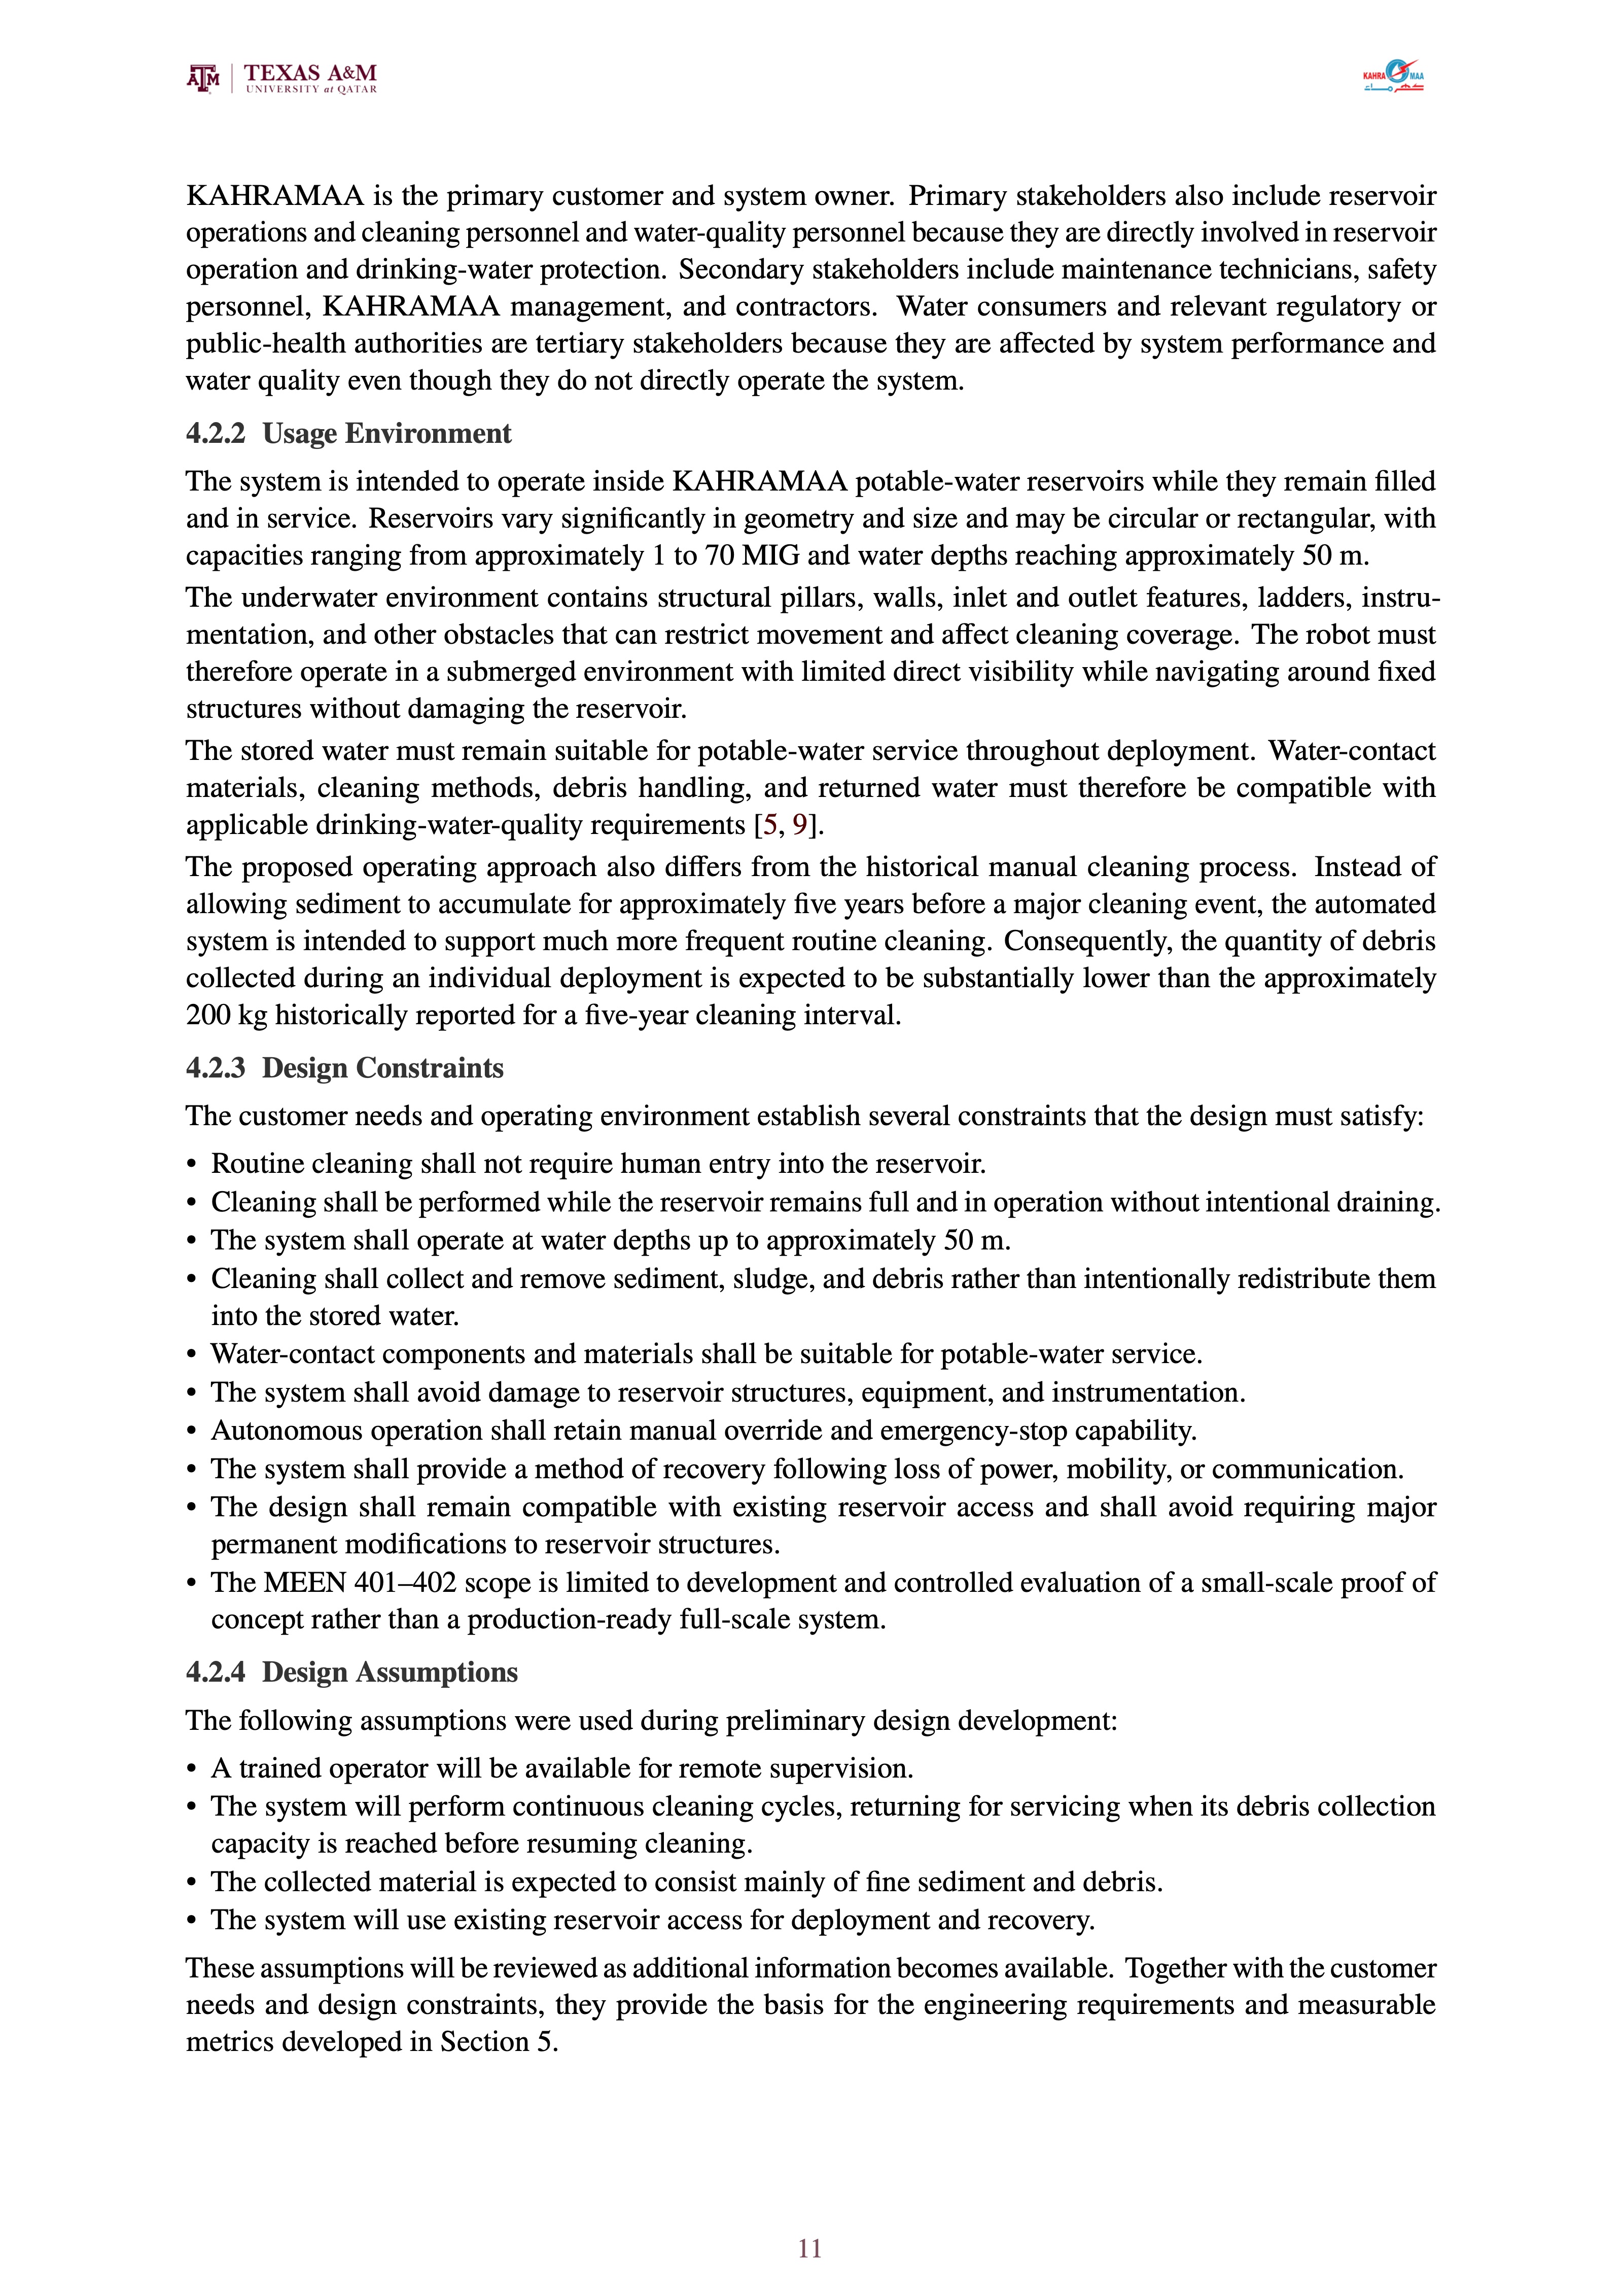 TEXAS A&M
UNIVERSITY at QATAR
KAHRA MAA
KAHRAMAA is the primary customer and system owner. Primary stakeholders also include reservoir
operations and cleaning personnel and water-quality personnel because they are directly involved in reservoir
operation and drinking-water protection. Secondary stakeholders include maintenance technicians, safety
personnel, KAHRAMAA management, and contractors. Water consumers and relevant regulatory or
public-health authorities are tertiary stakeholders because they are affected by system performance and
water quality even though they do not directly operate the system.
4.2.2 Usage Environment
The system is intended to operate inside KAHRAMAA potable-water reservoirs while they remain filled
and in service. Reservoirs vary significantly in geometry and size and may be circular or rectangular, with
capacities ranging from approximately 1 to 70 MIG and water depths reaching approximately 50 m.
The underwater environment contains structural pillars, walls, inlet and outlet features, ladders, instru-
mentation, and other obstacles that can restrict movement and affect cleaning coverage. The robot must
therefore operate in a submerged environment with limited direct visibility while navigating around fixed
structures without damaging the reservoir.
The stored water must remain suitable for potable-water service throughout deployment. Water-contact
materials, cleaning methods, debris handling, and returned water must therefore be compatible with
applicable drinking-water-quality requirements [5, 9].
The proposed operating approach also differs from the historical manual cleaning process. Instead of
allowing sediment to accumulate for approximately five years before a major cleaning event, the automated
system is intended to support much more frequent routine cleaning. Consequently, the quantity of debris
collected during an individual deployment is expected to be substantially lower than the approximately
200 kg historically reported for a five-year cleaning interval.
4.2.3 Design Constraints
The customer needs and operating environment establish several constraints that the design must satisfy:
• Routine cleaning shall not require human entry into the reservoir.
• Cleaning shall be performed while the reservoir remains full and in operation without intentional draining.
• The system shall operate at water depths up to approximately 50 m.
• Cleaning shall collect and remove sediment, sludge, and debris rather than intentionally redistribute them
into the stored water.
• Water-contact components and materials shall be suitable for potable-water service.
• The system shall avoid damage to reservoir structures, equipment, and instrumentation.
• Autonomous operation shall retain manual override and emergency-stop capability.
• The system shall provide a method of recovery following loss of power, mobility, or communication.
• The design shall remain compatible with existing reservoir access and shall avoid requiring major
permanent modifications to reservoir structures.
• The MEEN 401–402 scope is limited to development and controlled evaluation of a small-scale proof of
concept rather than a production-ready full-scale system.
4.2.4 Design Assumptions
The following assumptions were used during preliminary design development:
• A trained operator will be available for remote supervision.
• The system will perform continuous cleaning cycles, returning for servicing when its debris collection
capacity is reached before resuming cleaning.
• The collected material is expected to consist mainly of fine sediment and debris.
• The system will use existing reservoir access for deployment and recovery.
These assumptions will be reviewed as additional information becomes available. Together with the customer
needs and design constraints, they provide the basis for the engineering requirements and measurable
metrics developed in Section 5.
11